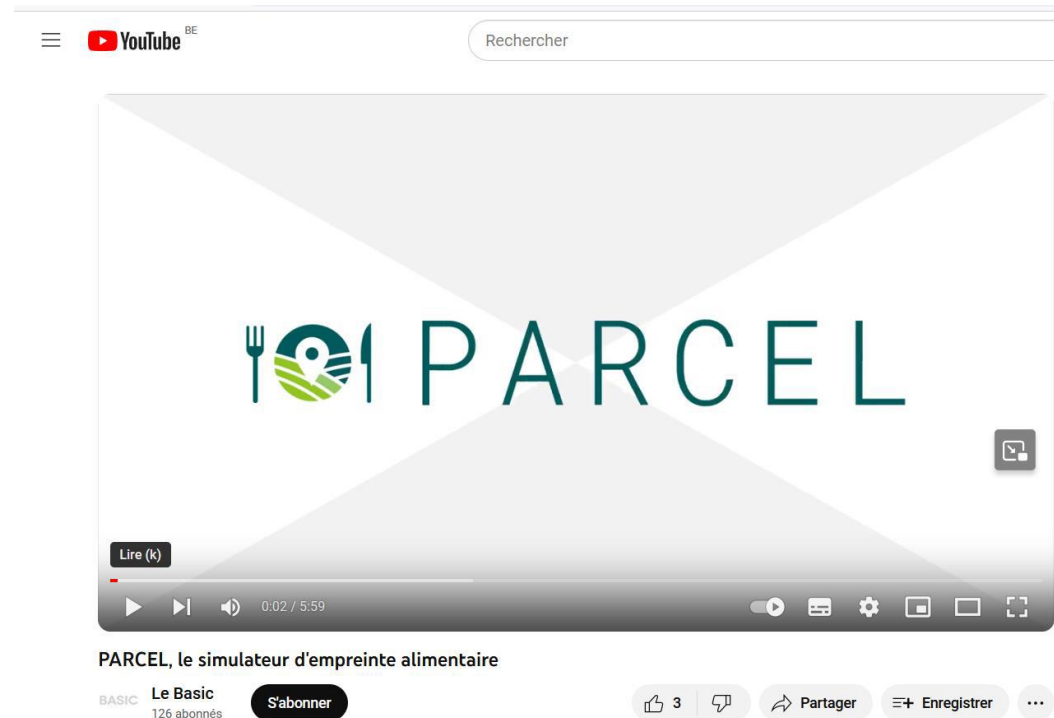 YouTube BE
Rechercher
PARCEL
Lire (k)
0:02 / 5:59
PARCEL, le simulateur d'empreinte alimentaire
BASIC
Le Basic
126 abonnés
S'abonner
3
Partager
Enregistrer